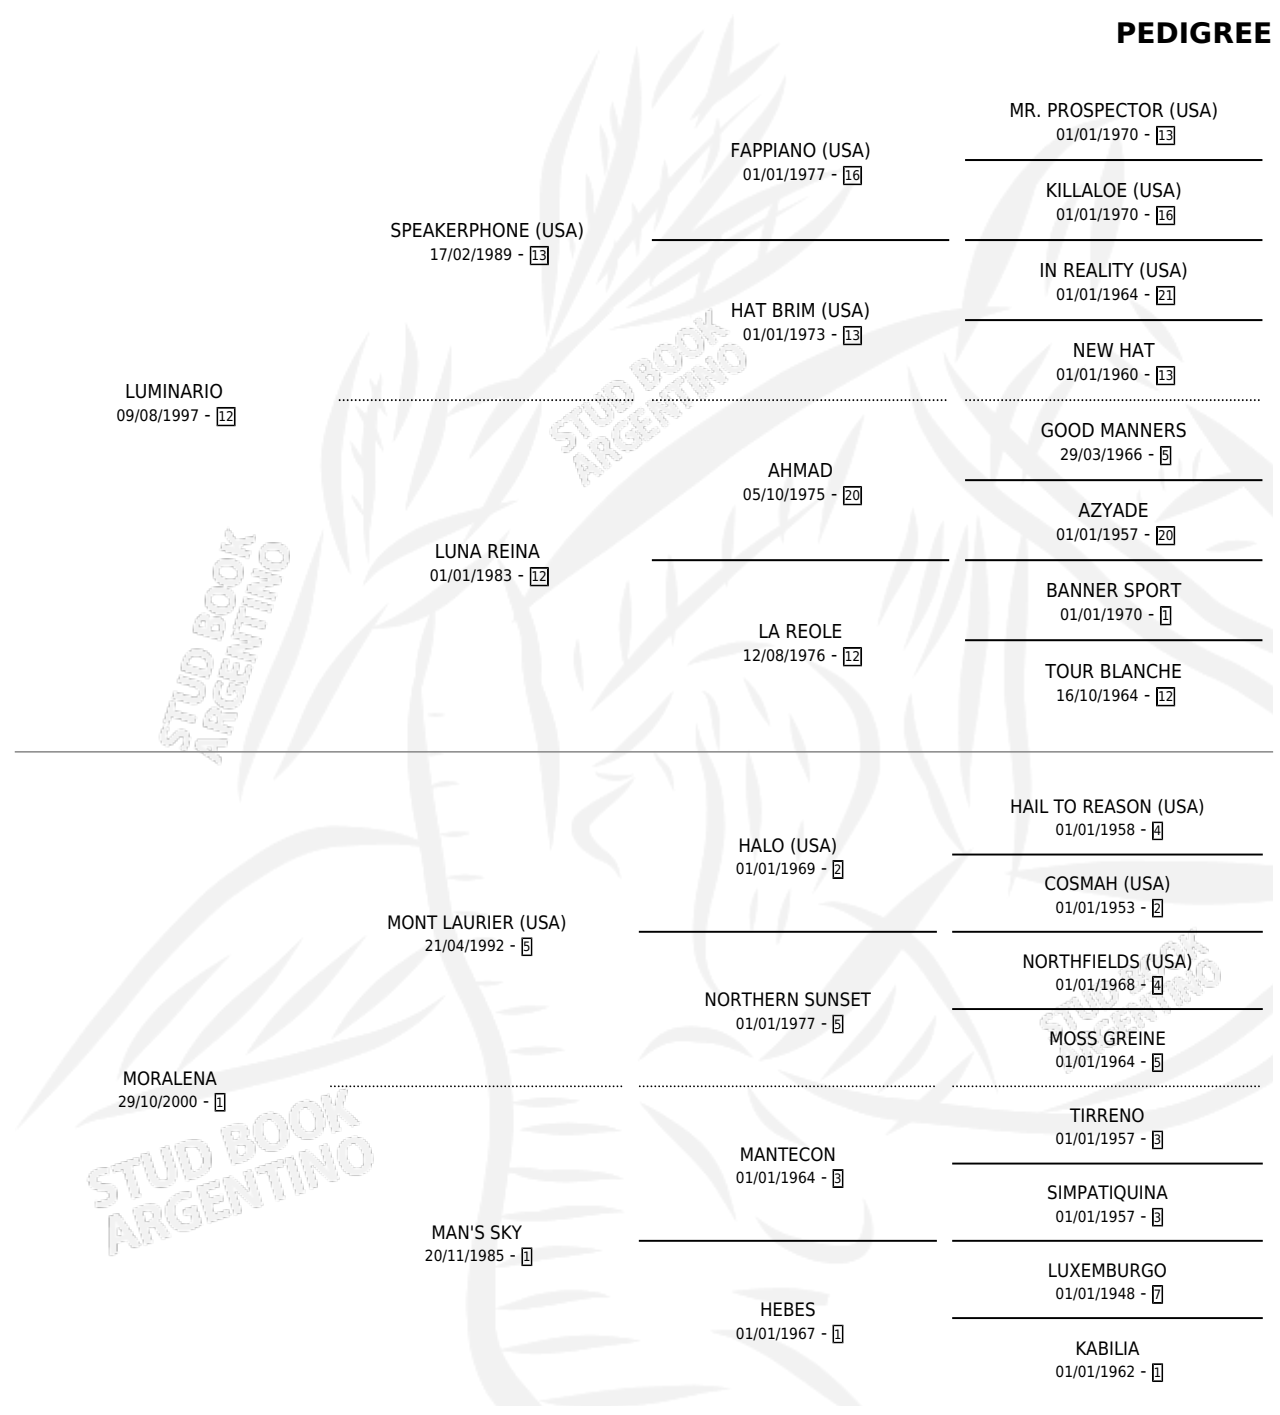 PEDIGREE
MR. PROSPECTOR (USA)
01/01/1970 - 13
FAPPIANO (USA)
01/01/1977 - 16
KILLALOE (USA)
01/01/1970 - 16
SPEAKERPHONE (USA)
17/02/1989 - 13
IN REALITY (USA)
01/01/1964 - 21
HAT BRIM (USA)
01/01/1973 - 13
NEW HAT
01/01/1960 - 13
LUMINARIO
09/08/1997 - 12
GOOD MANNERS
29/03/1966 - 5
AHMAD
05/10/1975 - 20
AZYADE
01/01/1957 - 20
LUNA REINA
01/01/1983 - 12
BANNER SPORT
01/01/1970 - 1
LA REOLE
12/08/1976 - 12
TOUR BLANCHE
16/10/1964 - 12
HAIL TO REASON (USA)
01/01/1958 - 4
HALO (USA)
01/01/1969 - 2
COSMAH (USA)
01/01/1953 - 2
MONT LAURIER (USA)
21/04/1992 - 5
NORTHFIELDS (USA)
01/01/1968 - 4
NORTHERN SUNSET
01/01/1977 - 5
MOSS GREINE
01/01/1964 - 5
MORALENA
29/10/2000 - 1
TIRRENO
01/01/1957 - 3
MANTECON
01/01/1964 - 3
SIMPATIQUINA
01/01/1957 - 3
MAN'S SKY
20/11/1985 - 1
LUXEMBURGO
01/01/1948 - 7
HEBES
01/01/1967 - 1
KABILIA
01/01/1962 - 1
STUD BOOK
ARGENTINO
STUD BOOK
ARGENTINO
STUD BOOK
ARGENTINO
STUD BOOK
ARGENTINO